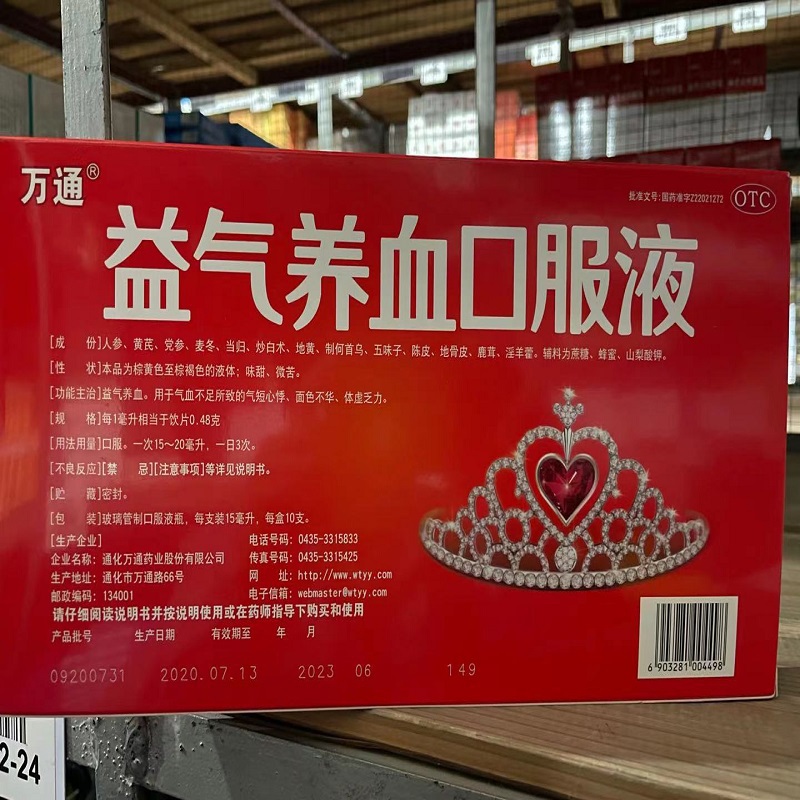 万通®
批准文号:国药准字Z22021272
OTC
益气养血口服液
[成 份]人参、黄芪、党参、麦冬、当归、炒白术、地黄、制何首乌、五味子、陈皮、地骨皮、鹿茸、淫羊藿。辅料为蔗糖、蜂蜜、山梨酸钾。
[性 状]本品为棕黄色至棕褐色的液体;味甜、微苦。
[功能主治]益气养血。用于气血不足所致的气短心悸、面色不华、体虚乏力。
[规 格]每1毫升相当于饮片0.48克
[用法用量]口服。一次15~20毫升,一日3次。
[不良反应][禁 忌][注意事项]等详见说明书。
[贮 藏]密封。
[包 装]玻璃管制口服液瓶,每支装15毫升,每盒10支。
[生产企业] 电话号码:0435-3315833
企业名称:通化万通药业股份有限公司 传真号码:0435-3315425
生产地址:通化市万通路66号 网 址:http://www.wtyy.com
邮政编码:134001 电子信箱:webmaster@wtyy.com
请仔细阅读说明书并按说明使用或在药师指导下购买和使用
产品批号 生产日期 有效期至 年 月
09200731 2020.07.13 2023 06 149
6 903281 004498
2-24